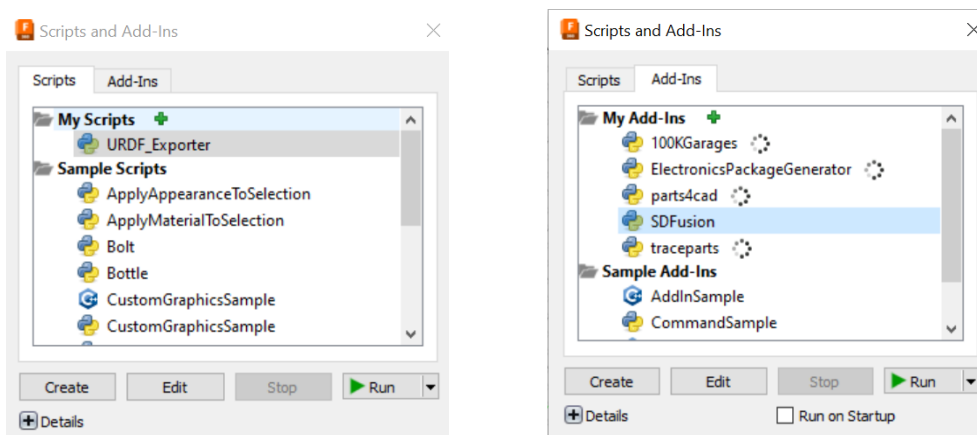 Scripts and Add-Ins
Scripts Add-Ins
My Scripts
URDF_Exporter
Sample Scripts
ApplyAppearanceToSelection
ApplyMaterialToSelection
Bolt
Bottle
CustomGraphicsSample
CustomGraphicsSample
Create Edit Stop Run
Details
Scripts and Add-Ins
Scripts Add-Ins
My Add-Ins
100KGarages
ElectronicsPackageGenerator
parts4cad
SDFusion
traceparts
Sample Add-Ins
AddInSample
CommandSample
Create Edit Stop Run
Details Run on Startup